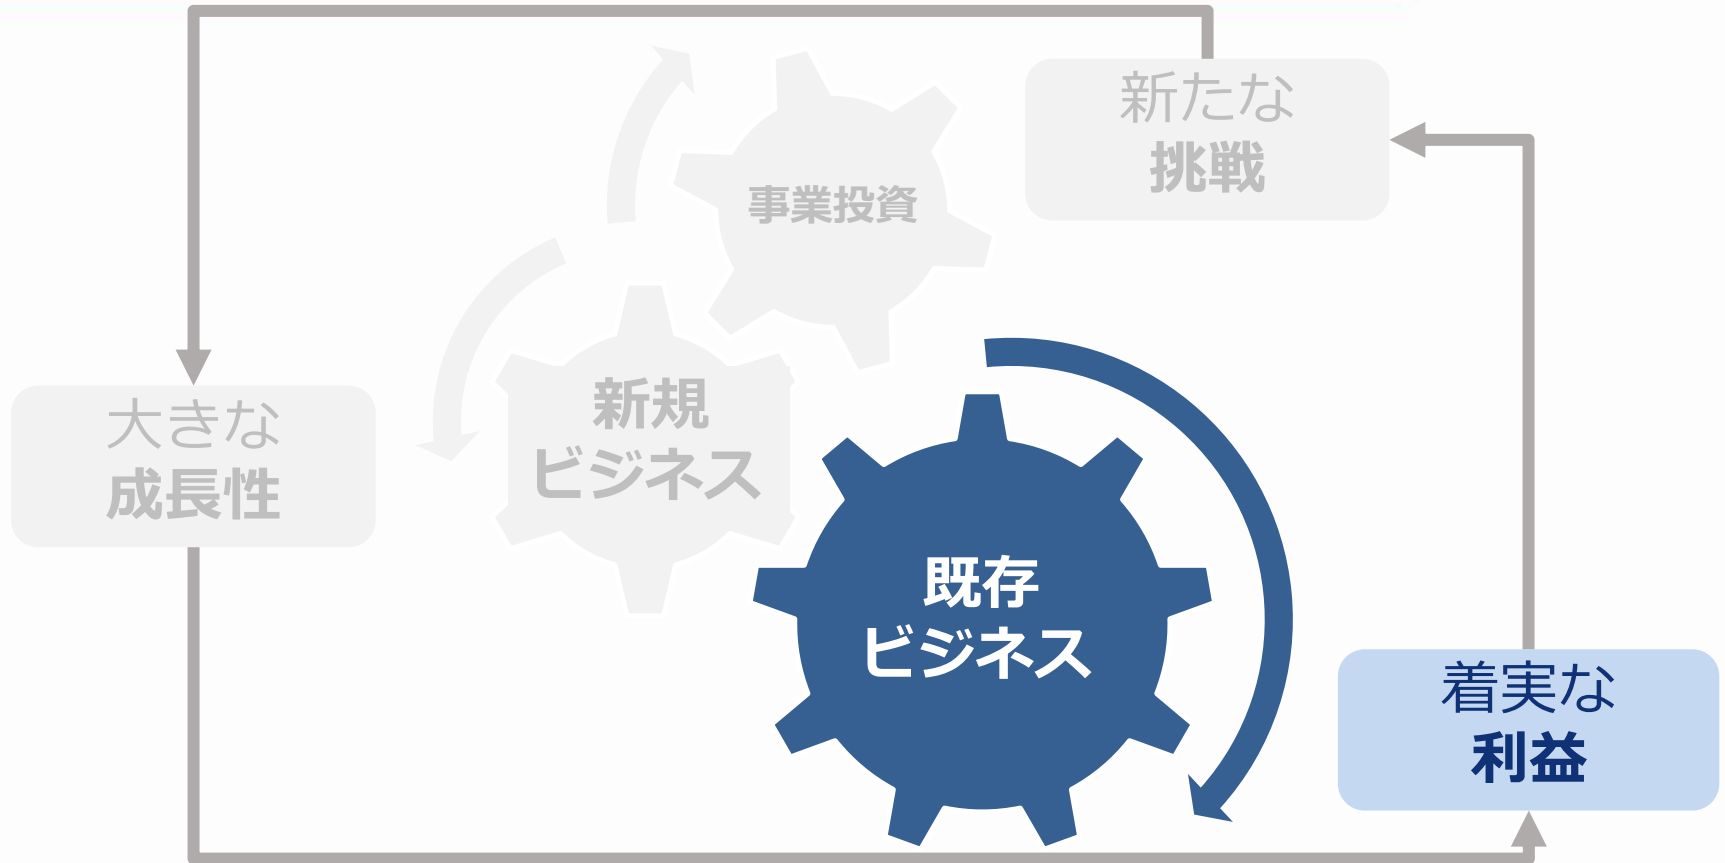 新たな
挑戦
事業投資
大きな
成長性
新規
ビジネス
既存
ビジネス
着実な
利益